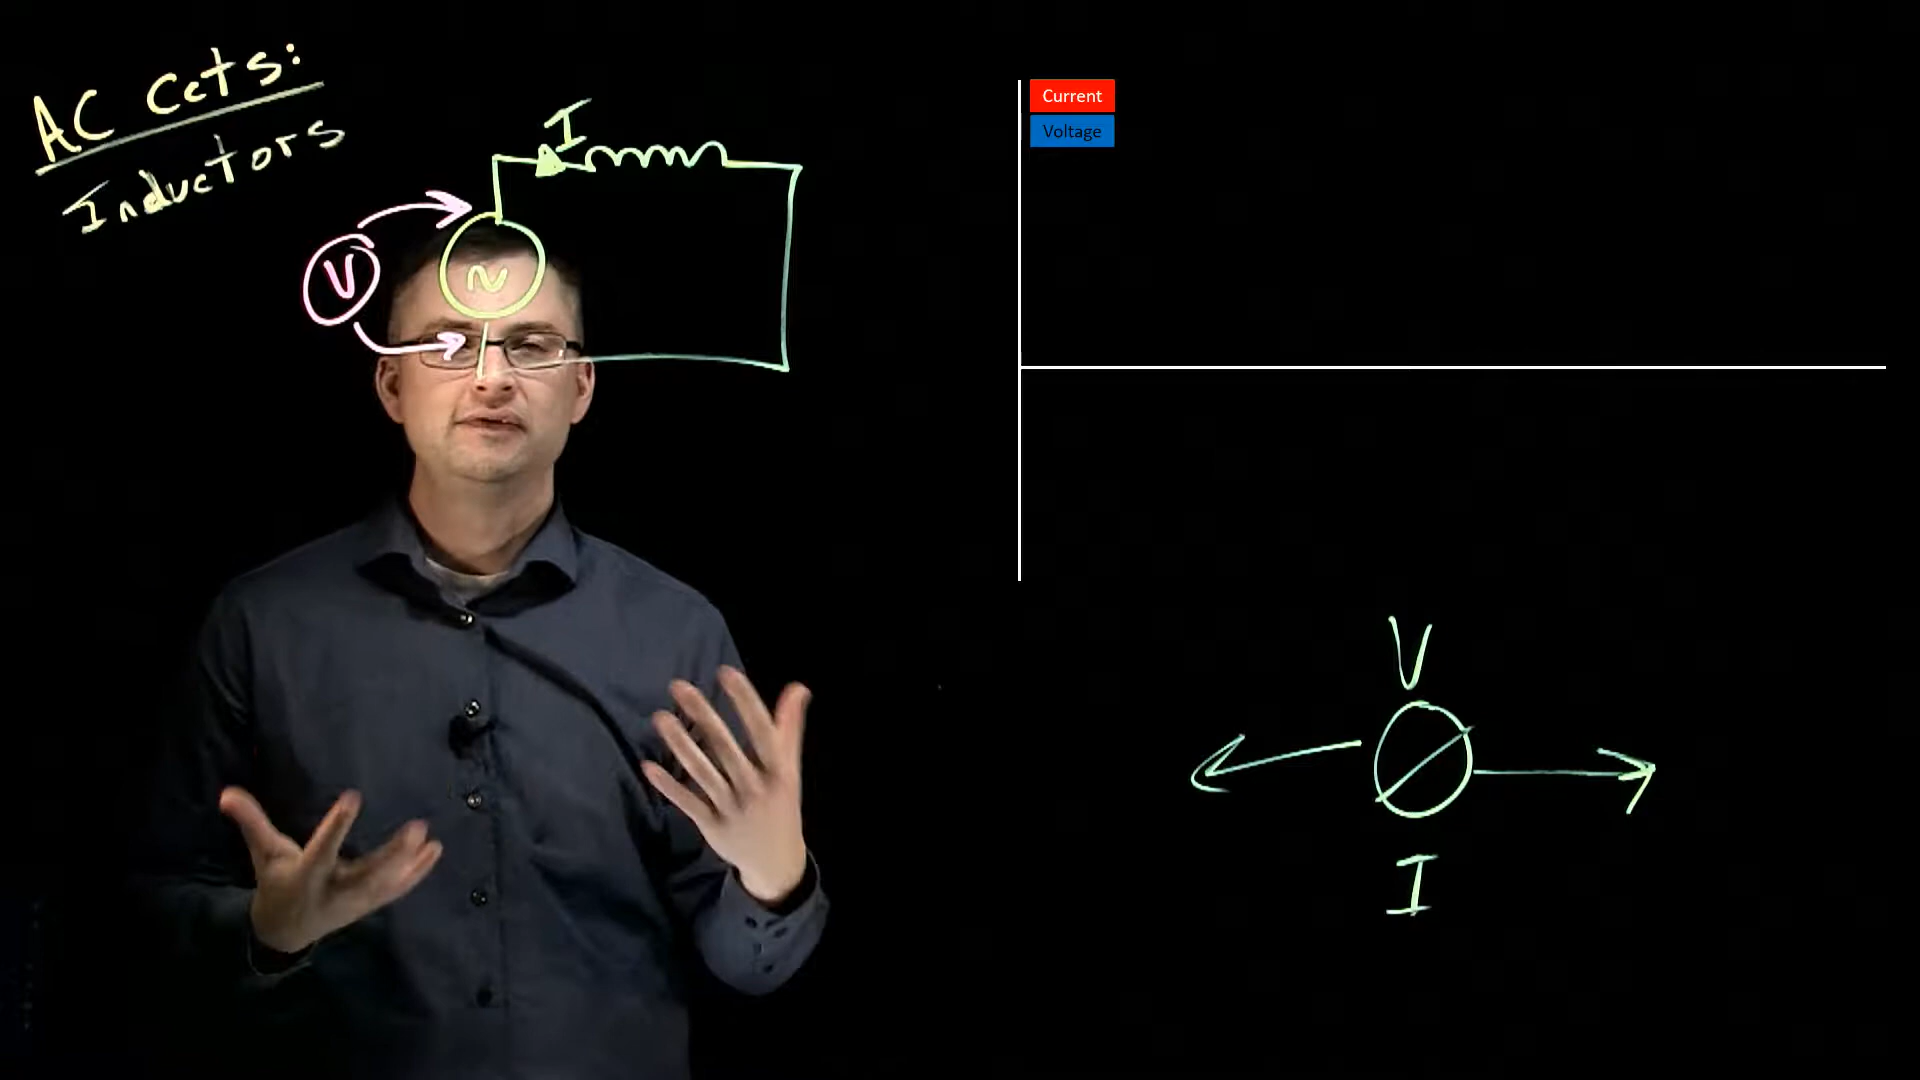 AC Ccts:
Inductors
I
V
~
Current
Voltage
V
I